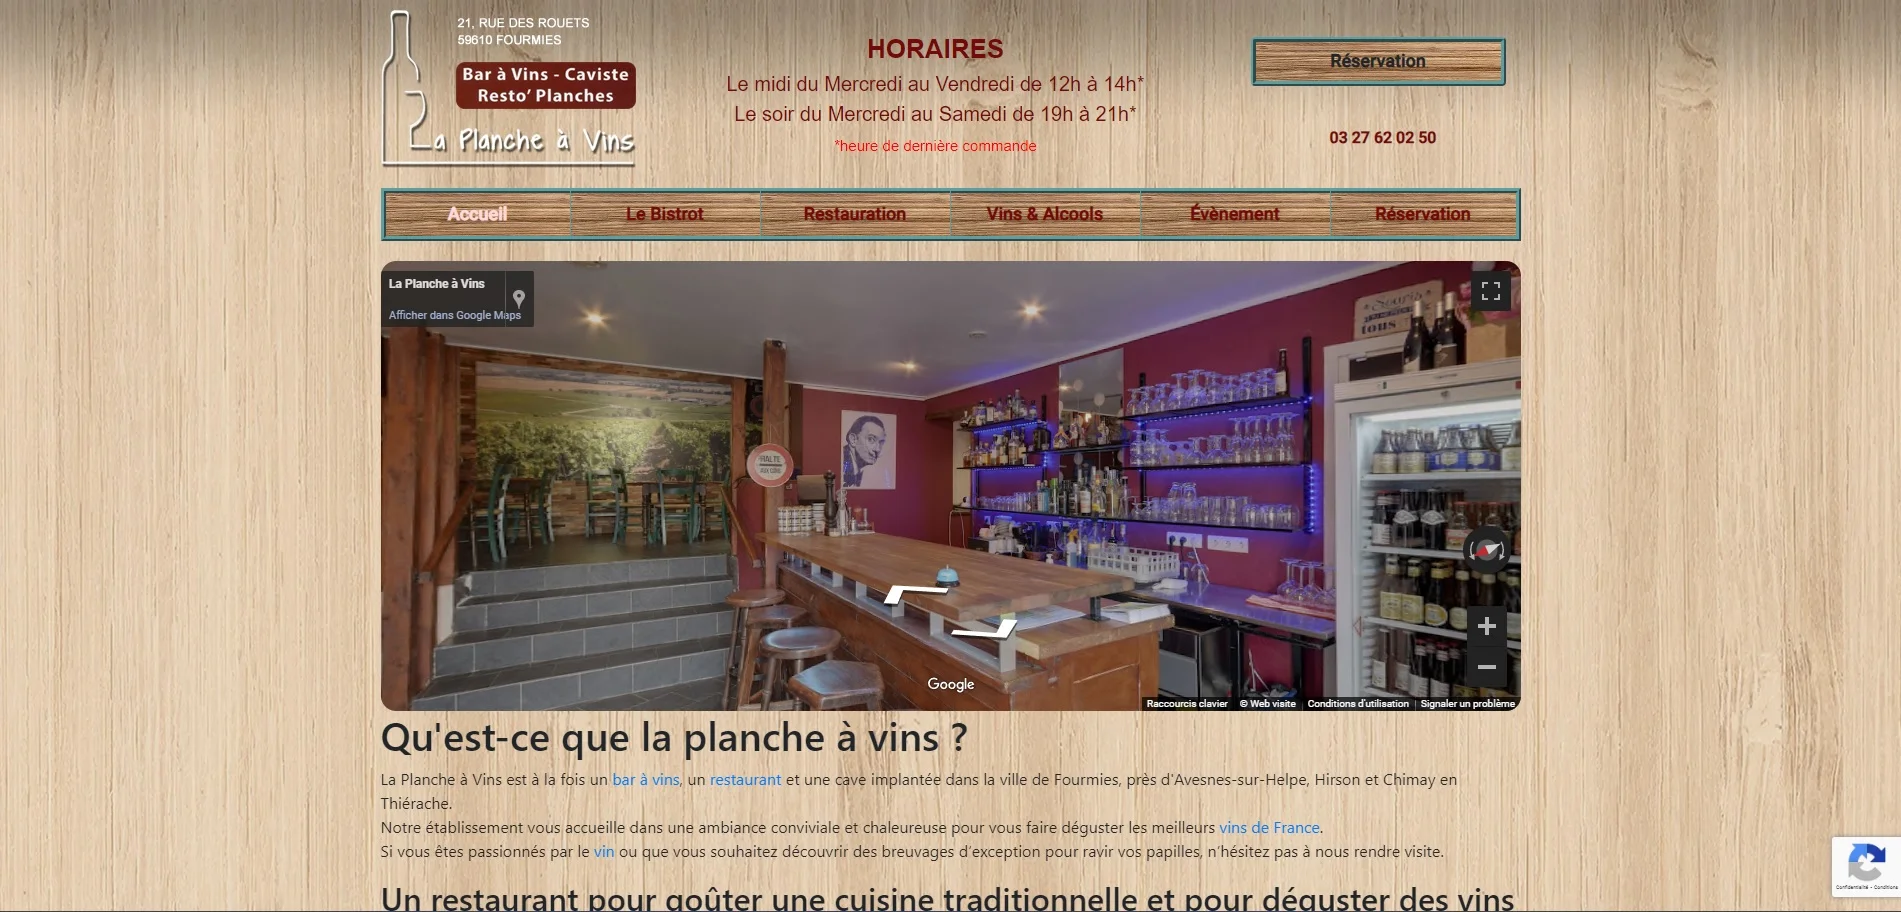 21, RUE DES ROUETS
59610 FOURMIES
Bar à Vins - Caviste
Resto' Planches
La Planche à Vins
HORAIRES
Le midi du Mercredi au Vendredi de 12h à 14h*
Le soir du Mercredi au Samedi de 19h à 21h*
*heure de dernière commande
Réservation
03 27 62 02 50
Accueil
Le Bistrot
Restauration
Vins & Alcools
Évènement
Réservation
La Planche à Vins
Afficher dans Google Maps
HALTE
Google
Raccourcis clavier
© Web visite
Conditions d'utilisation
Signaler un problème
Qu'est-ce que la planche à vins ?
La Planche à Vins est à la fois un bar à vins, un restaurant et une cave implantée dans la ville de Fourmies, près d'Avesnes-sur-Helpe, Hirson et Chimay en
Thiérache.
Notre établissement vous accueille dans une ambiance conviviale et chaleureuse pour vous faire déguster les meilleurs vins de France.
Si vous êtes passionnés par le vin ou que vous souhaitez découvrir des breuvages d’exception pour ravir vos papilles, n’hésitez pas à nous rendre visite.
Un restaurant pour goûter une cuisine traditionnelle et pour déguster des vins
Confidentialité - Conditions